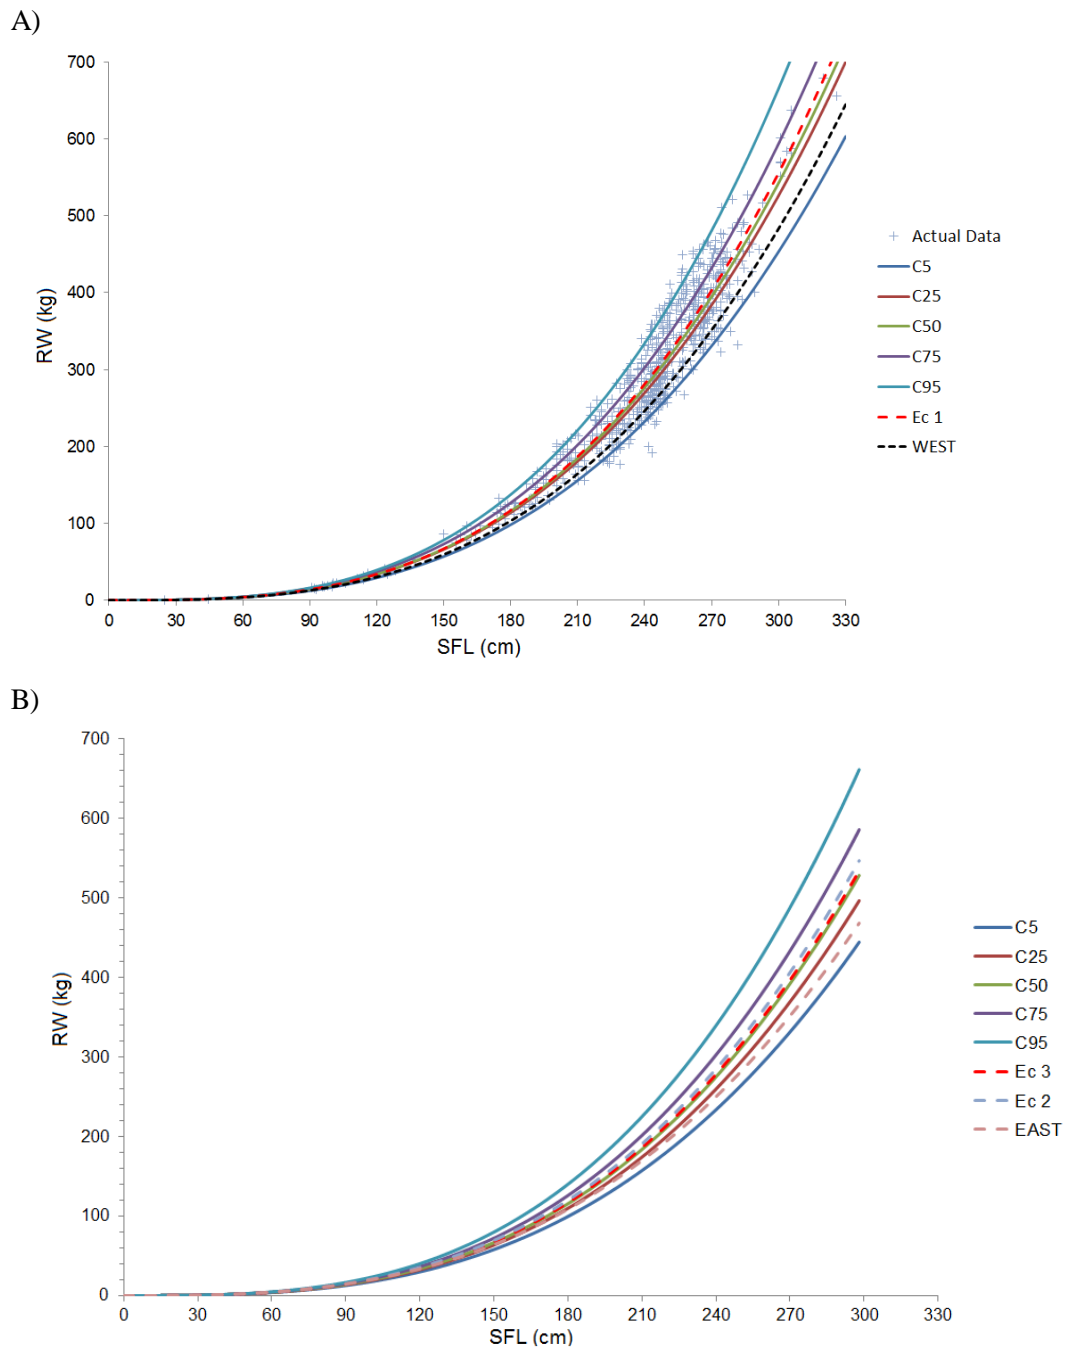 A)
700
600
500
400
300
200
100
0
RW (kg)
0 30 60 90 120 150 180 210 240 270 300 330
SFL (cm)
Actual Data
C5
C25
C50
C75
C95
Ec 1
WEST
B)
700
600
500
400
300
200
100
0
RW (kg)
0 30 60 90 120 150 180 210 240 270 300 330
SFL (cm)
C5
C25
C50
C75
C95
Ec 3
Ec 2
EAST